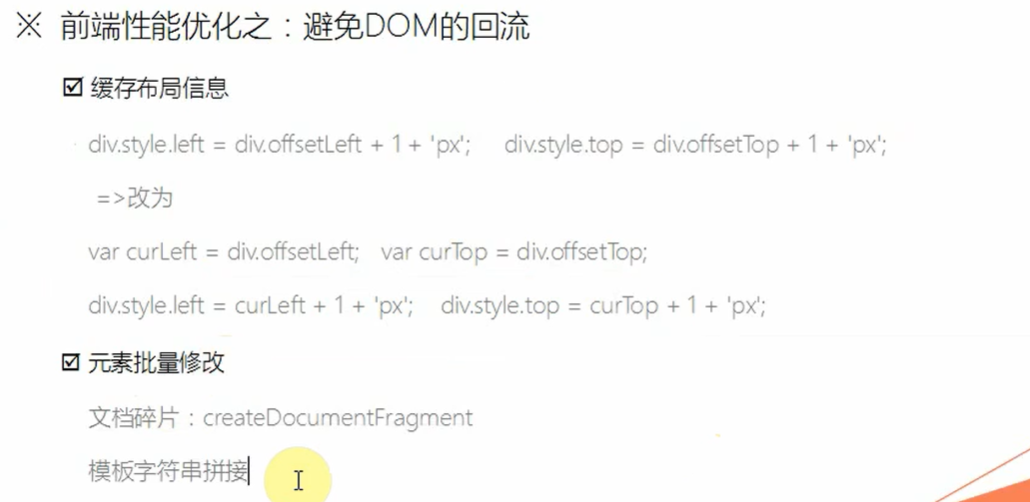 ※ 前端性能优化之：避免DOM的回流
☑ 缓存布局信息
div.style.left = div.offsetLeft + 1 + 'px'; div.style.top = div.offsetTop + 1 + 'px';
=>改为
var curLeft = div.offsetLeft; var curTop = div.offsetTop;
div.style.left = curLeft + 1 + 'px'; div.style.top = curTop + 1 + 'px';
☑ 元素批量修改
文档碎片：createDocumentFragment
模板字符串拼接